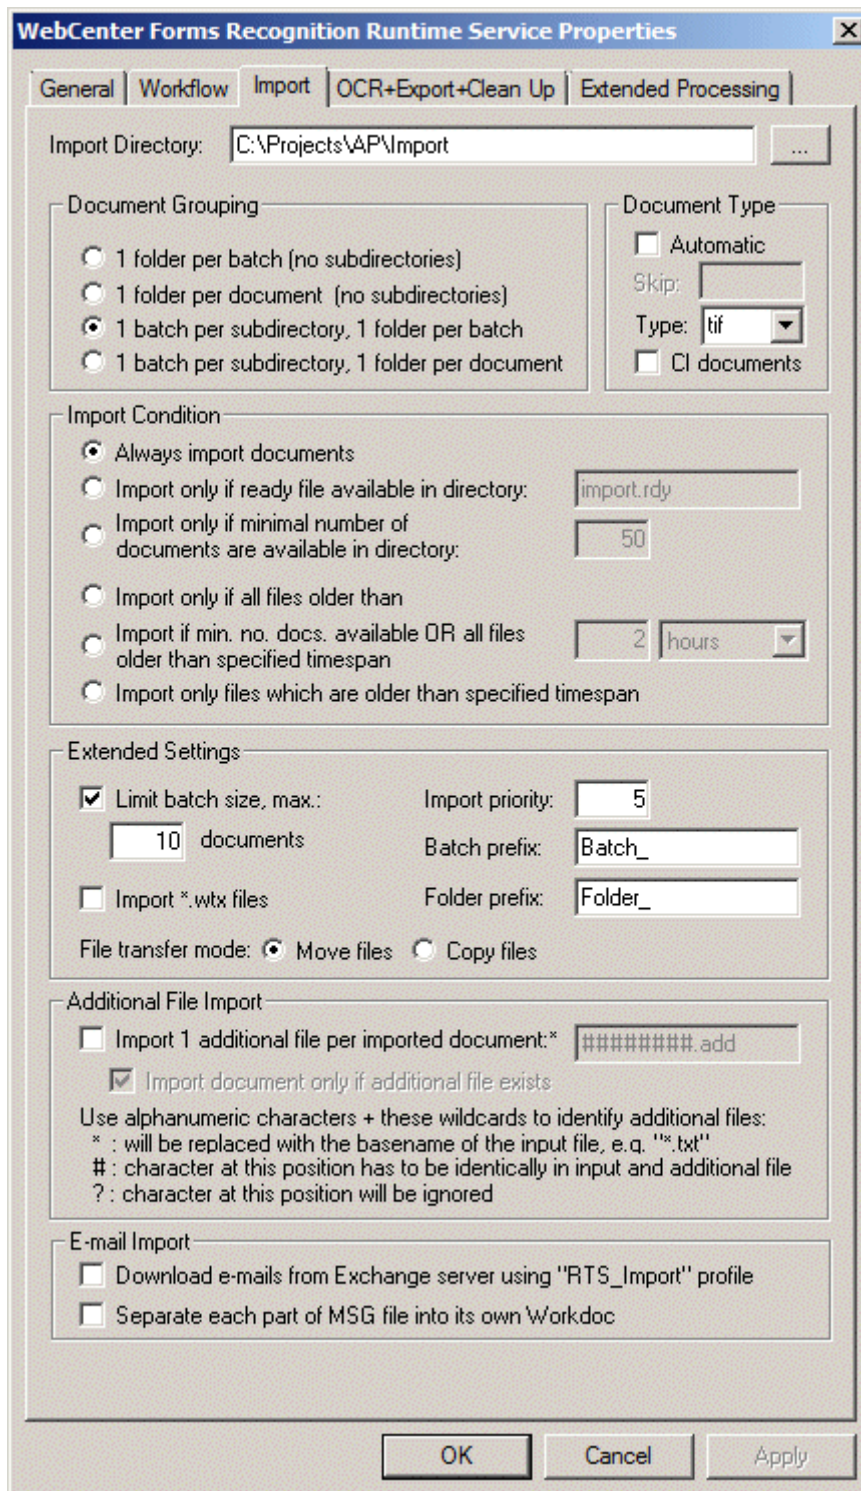 WebCenter Forms Recognition Runtime Service Properties
General Workflow Import OCR+Export+Clean Up Extended Processing
Import Directory: C:\Projects\AP\Import ...
Document Grouping
1 folder per batch (no subdirectories)
1 folder per document (no subdirectories)
1 batch per subdirectory, 1 folder per batch
1 batch per subdirectory, 1 folder per document
Document Type
Automatic
Skip:
Type: tif
CI documents
Import Condition
Always import documents
Import only if ready file available in directory: import.rdy
Import only if minimal number of
documents are available in directory: 50
Import only if all files older than
Import if min. no. docs. available OR all files
older than specified timespan 2 hours
Import only files which are older than specified timespan
Extended Settings
Limit batch size, max.: Import priority: 5
10 documents Batch prefix: Batch_
Import *.wtx files Folder prefix: Folder_
File transfer mode: Move files Copy files
Additional File Import
Import 1 additional file per imported document:* ########.add
Import document only if additional file exists
Use alphanumeric characters + these wildcards to identify additional files:
* : will be replaced with the basename of the input file, e.g. "*.txt"
# : character at this position has to be identically in input and additional file
? : character at this position will be ignored
E-mail Import
Download e-mails from Exchange server using "RTS_Import" profile
Separate each part of MSG file into its own Workdoc
OK Cancel Apply